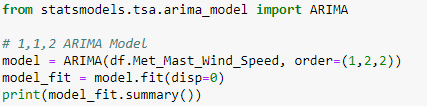 from statsmodels.tsa.arima_model import ARIMA
# 1,1,2 ARIMA Model
model = ARIMA(df.Met_Mast_Wind_Speed, order=(1,2,2))
model_fit = model.fit(disp=0)
print(model_fit.summary())